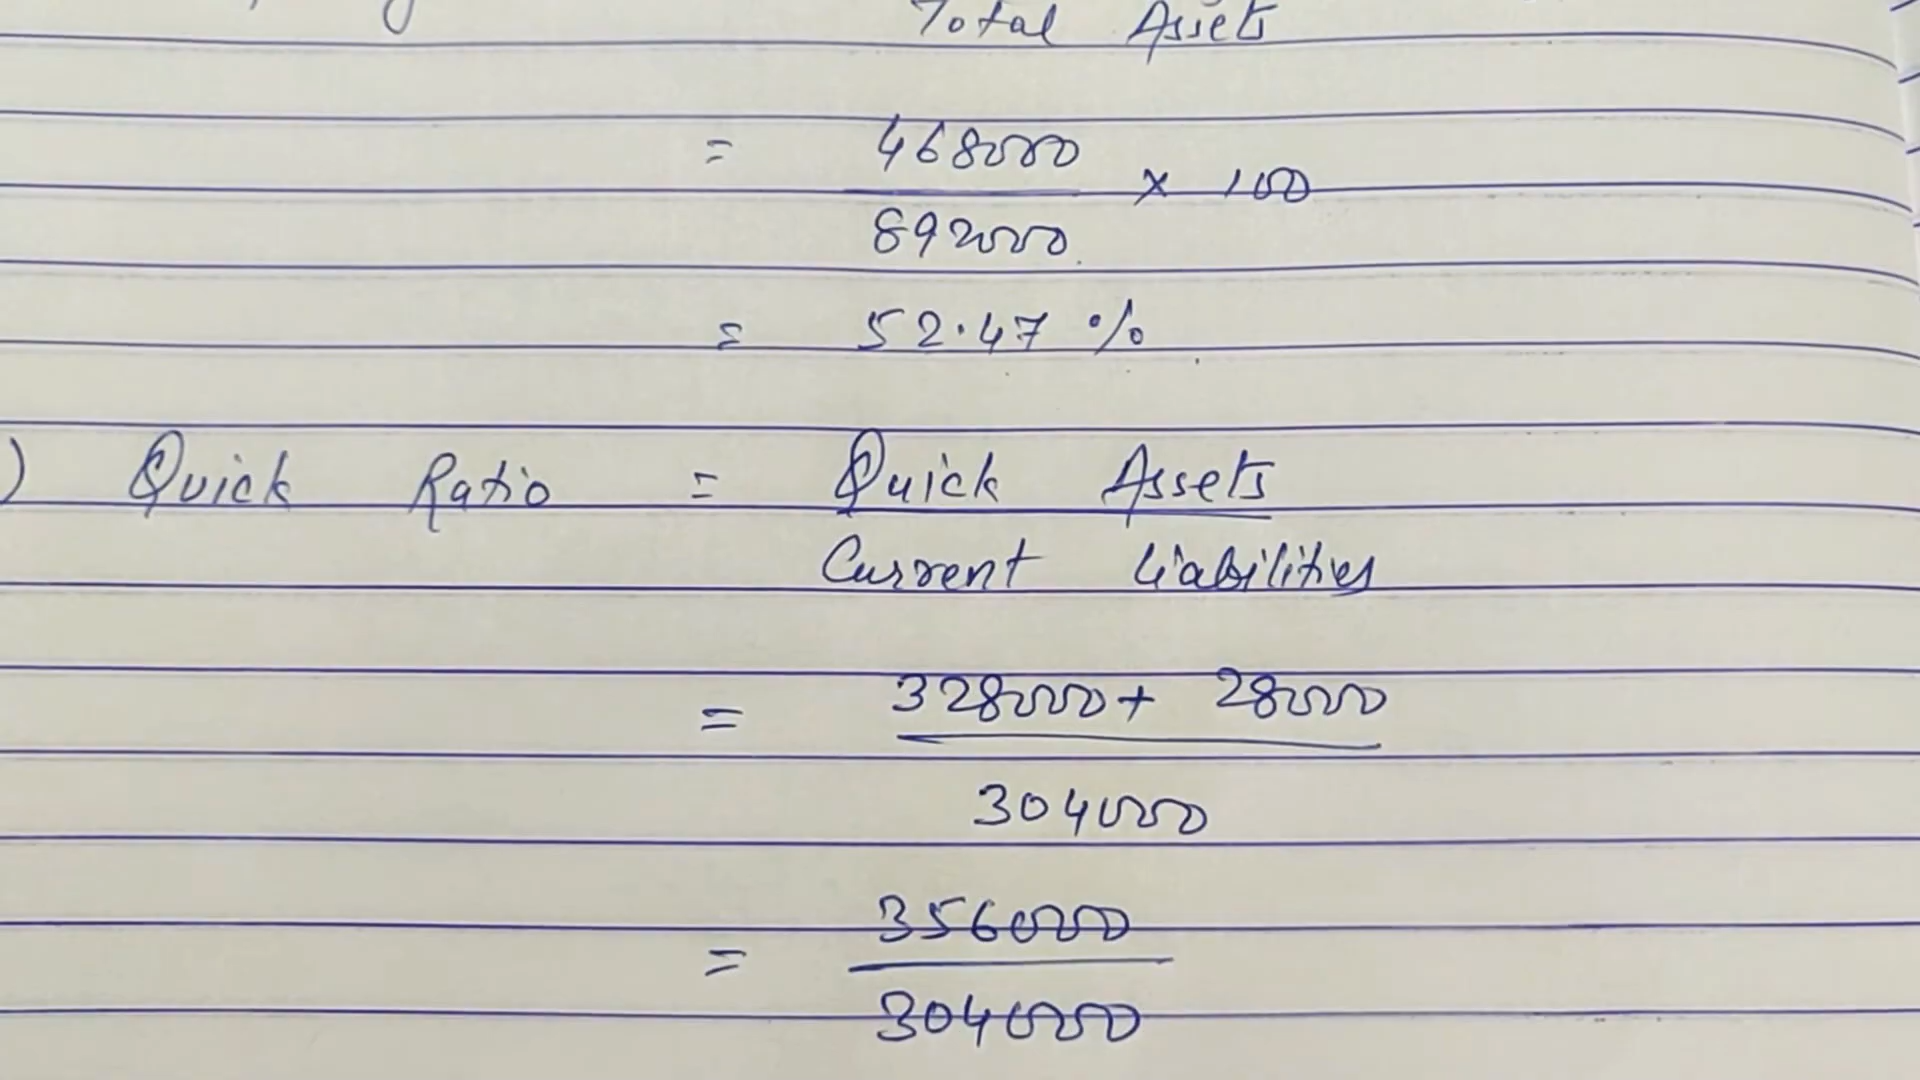 Total Assets
= 468000 × 100
892000
= 52.47 %
) Quick Ratio = Quick Assets
Current Liabilities
= 328000 + 28000
304000
= 356000
304000